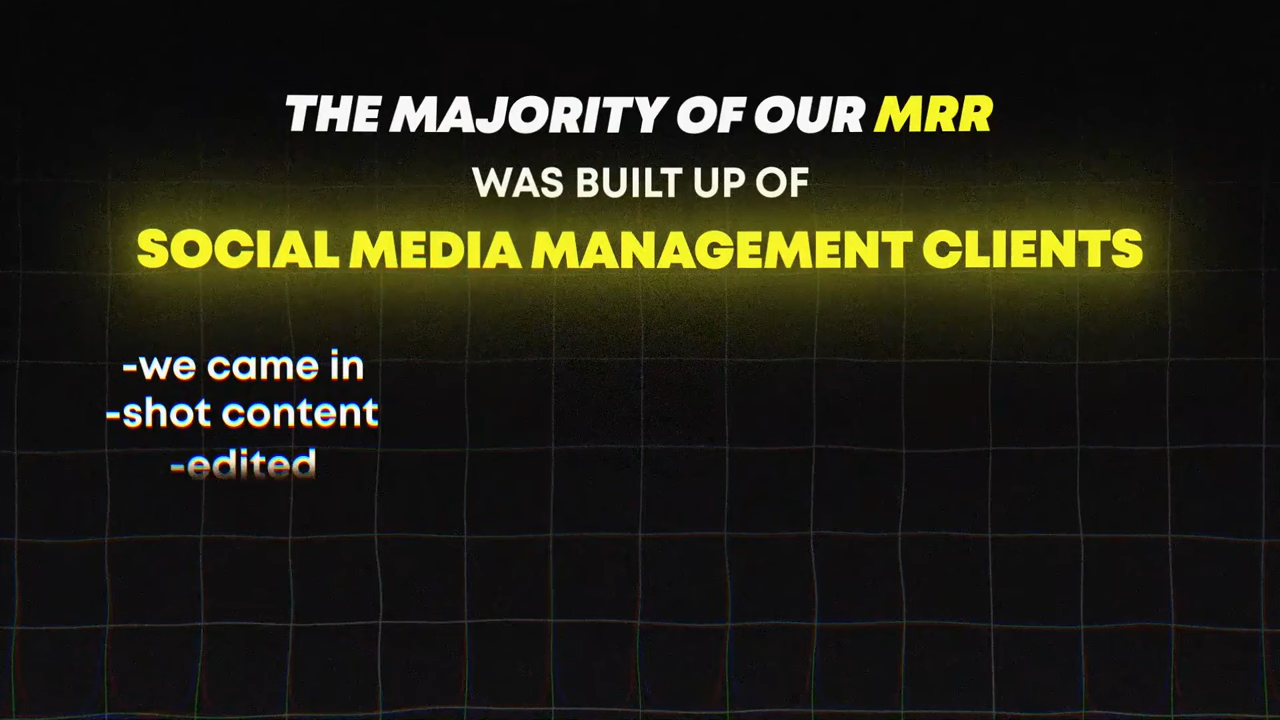 THE MAJORITY OF OUR MRR
WAS BUILT UP OF
SOCIAL MEDIA MANAGEMENT CLIENTS
-we came in
-shot content
-edited